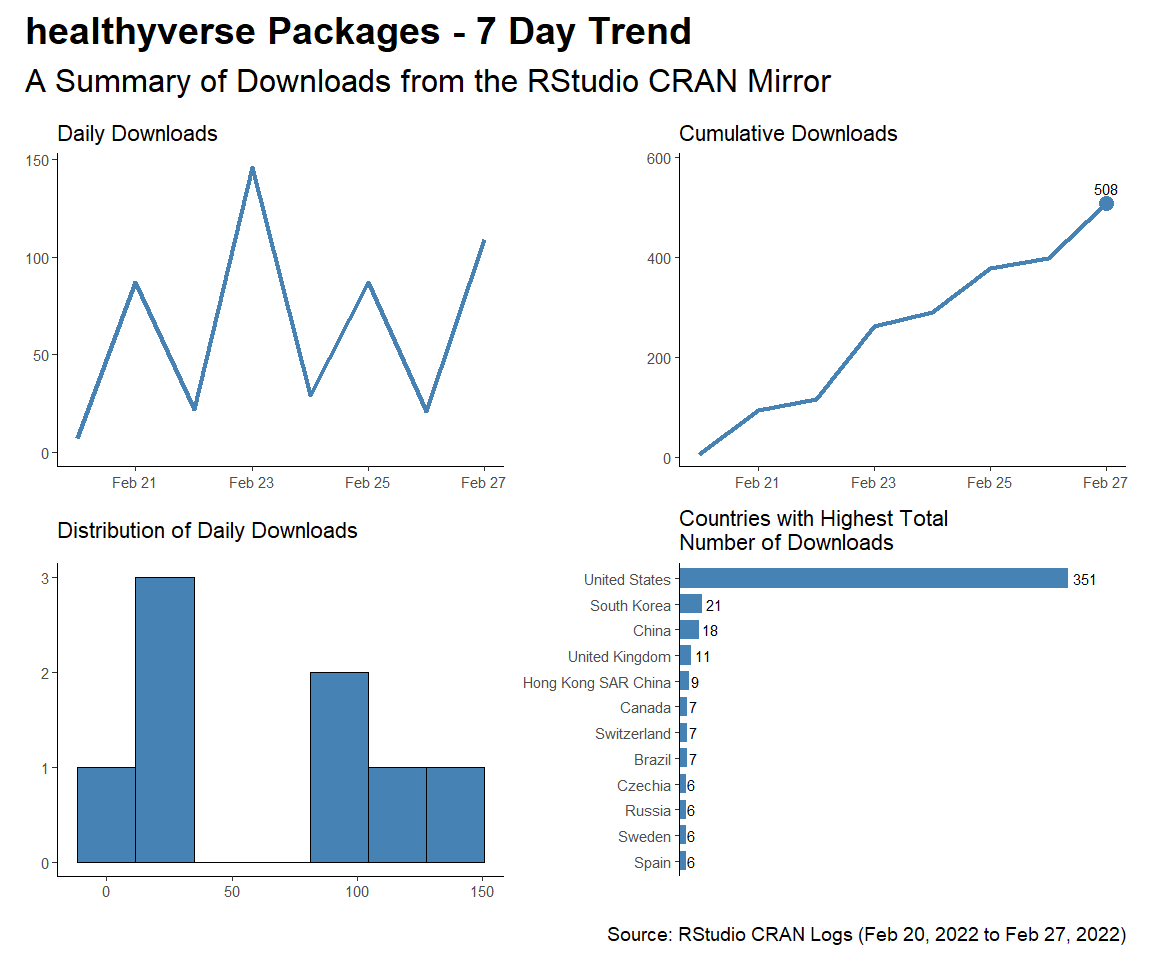 healthyverse Packages - 7 Day Trend
A Summary of Downloads from the RStudio CRAN Mirror
Daily Downloads
150
100
50
0
Feb 21
Feb 23
Feb 25
Feb 27
Cumulative Downloads
600
400
200
0
508
Feb 21
Feb 23
Feb 25
Feb 27
Distribution of Daily Downloads
3
2
1
0
0
50
100
150
Countries with Highest Total
Number of Downloads
United States 351
South Korea 21
China 18
United Kingdom 11
Hong Kong SAR China 9
Canada 7
Switzerland 7
Brazil 7
Czechia 6
Russia 6
Sweden 6
Spain 6
Source: RStudio CRAN Logs (Feb 20, 2022 to Feb 27, 2022)